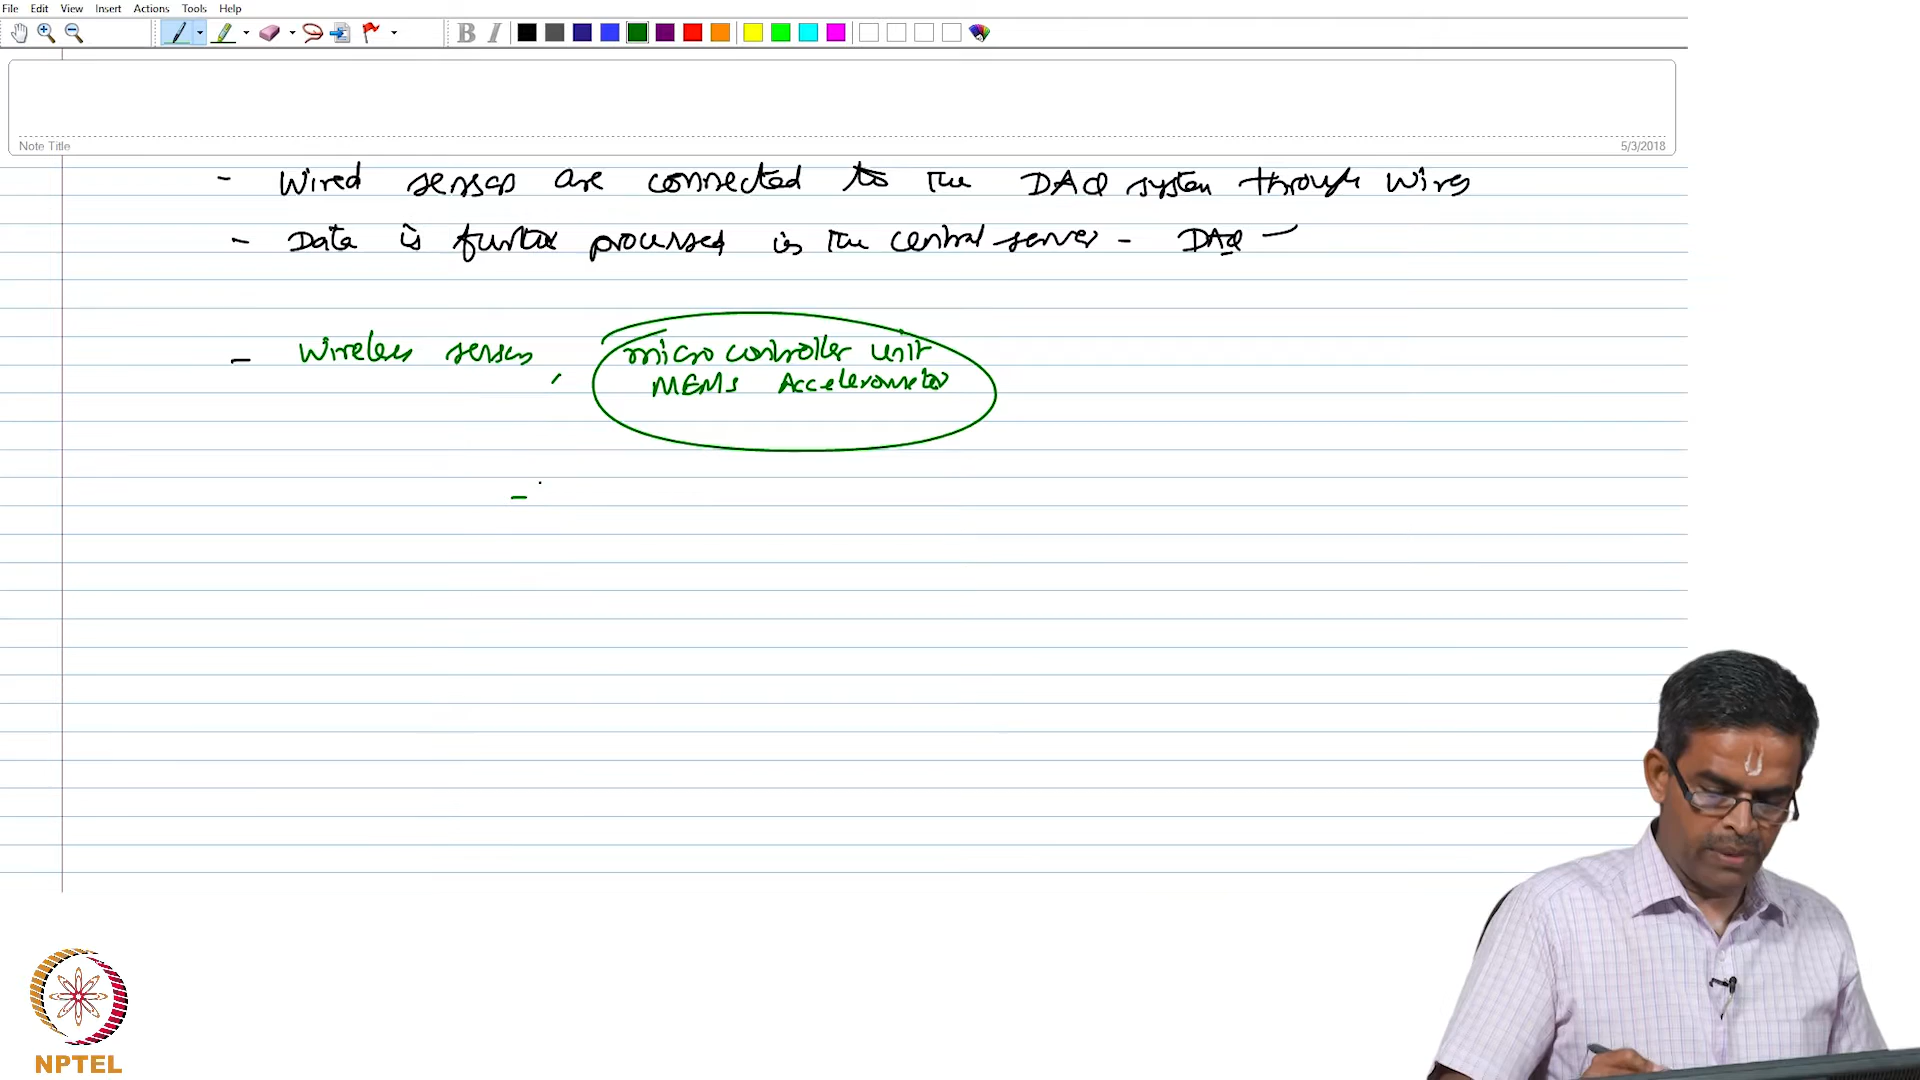 File Edit View Insert Actions Tools Help
B I
Note Title 5/3/2018
- Wired sensors are connected to the DAQ system through wires
- Data is further processed in the central server - DAQ -
- Wireless sensors, micro controller unit
MEMS Accelerometer
-
NPTEL